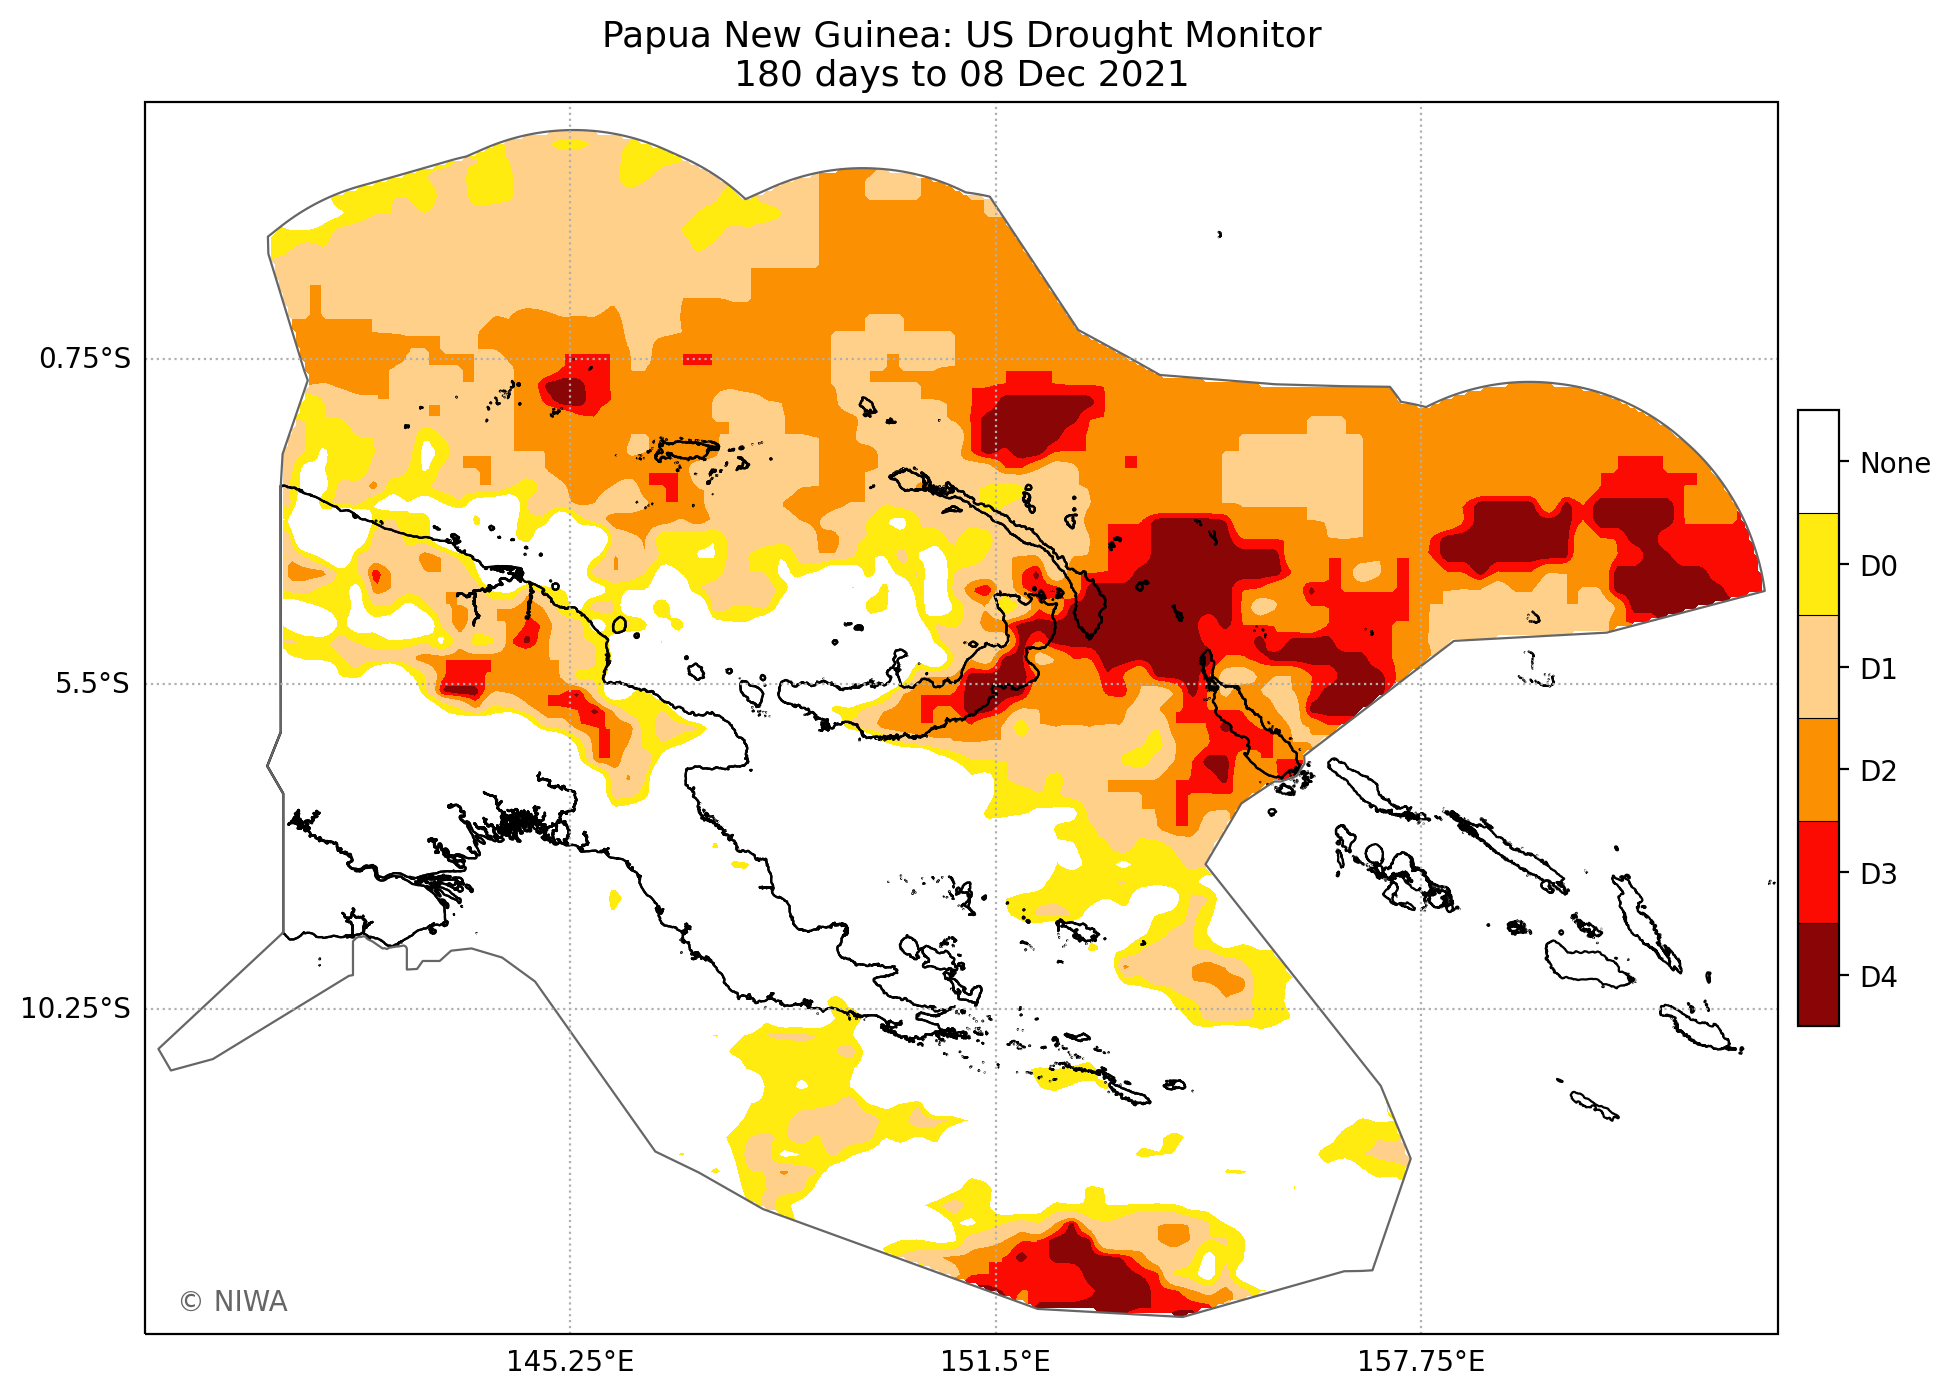 Papua New Guinea: US Drought Monitor
180 days to 08 Dec 2021
0.75°S
5.5°S
10.25°S
145.25°E
151.5°E
157.75°E
None
D0
D1
D2
D3
D4
© NIWA